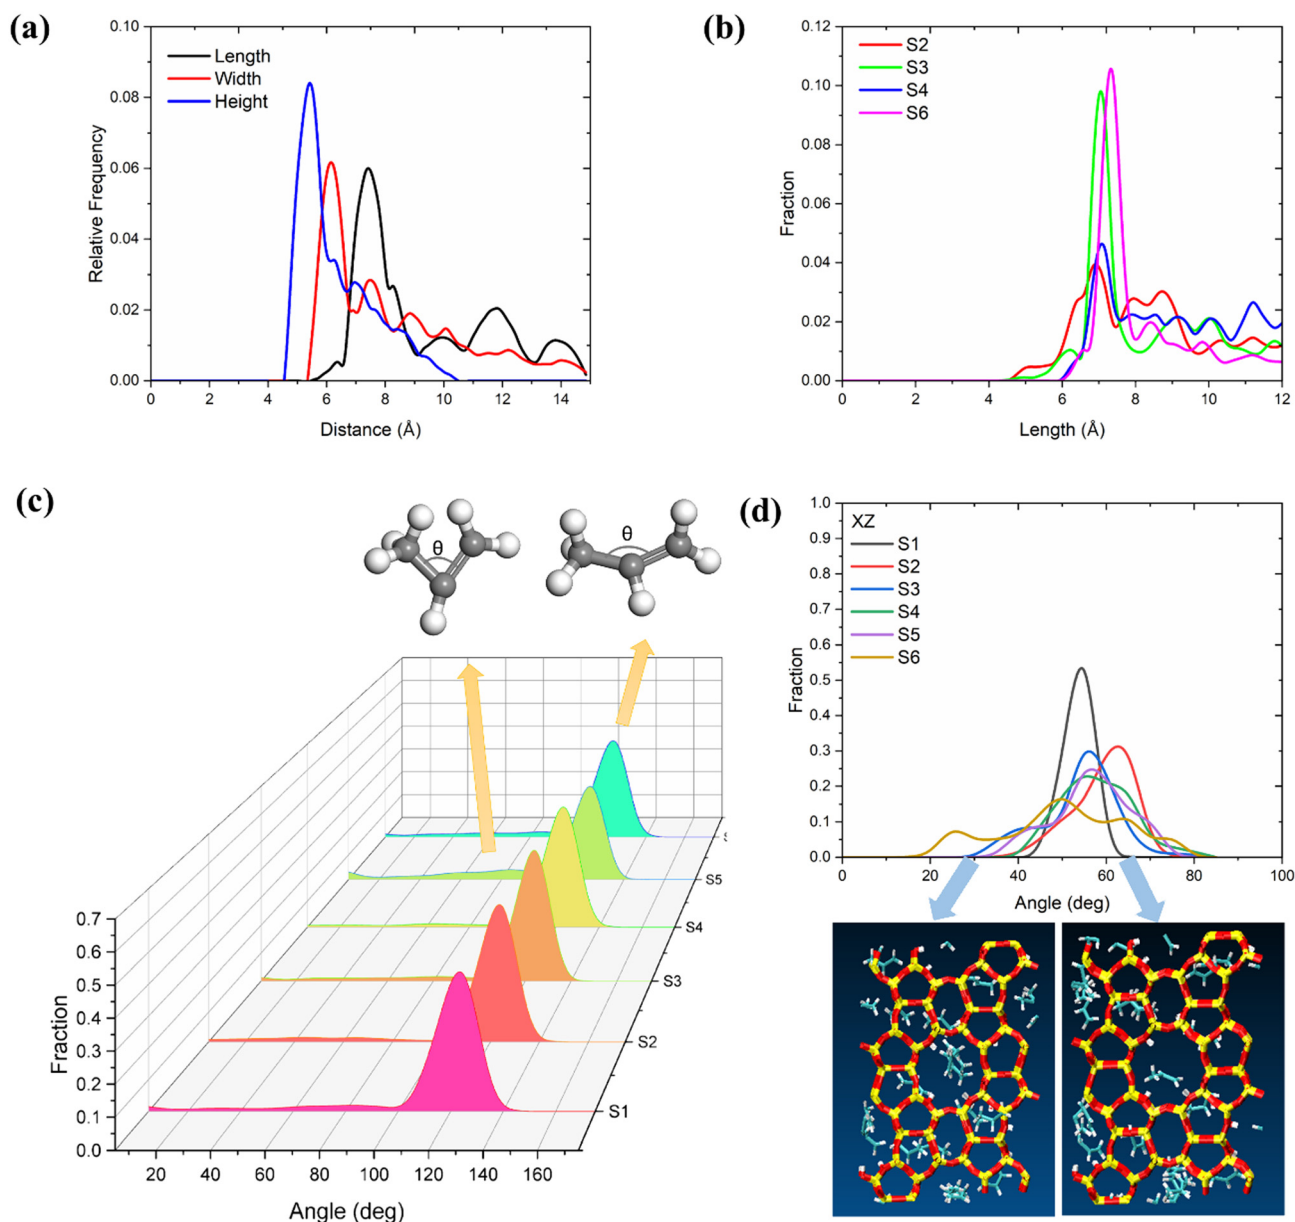 (a)
0.10
0.08
0.06
0.04
0.02
0.00
Relative Frequency
Length
Width
Height
0 2 4 6 8 10 12 14
Distance (Å)
(b)
0.12
0.10
0.08
0.06
0.04
0.02
0.00
Fraction
S2
S3
S4
S6
0 2 4 6 8 10 12
Length (Å)
(c)
θ
θ
0.7
0.6
0.5
0.4
0.3
0.2
0.1
0.0
Fraction
S
S5
S4
S3
S2
S1
20 40 60 80 100 120 140 160
Angle (deg)
(d)
1.0
0.9
0.8
0.7
0.6
0.5
0.4
0.3
0.2
0.1
0.0
Fraction
XZ
S1
S2
S3
S4
S5
S6
0 20 40 60 80 100
Angle (deg)